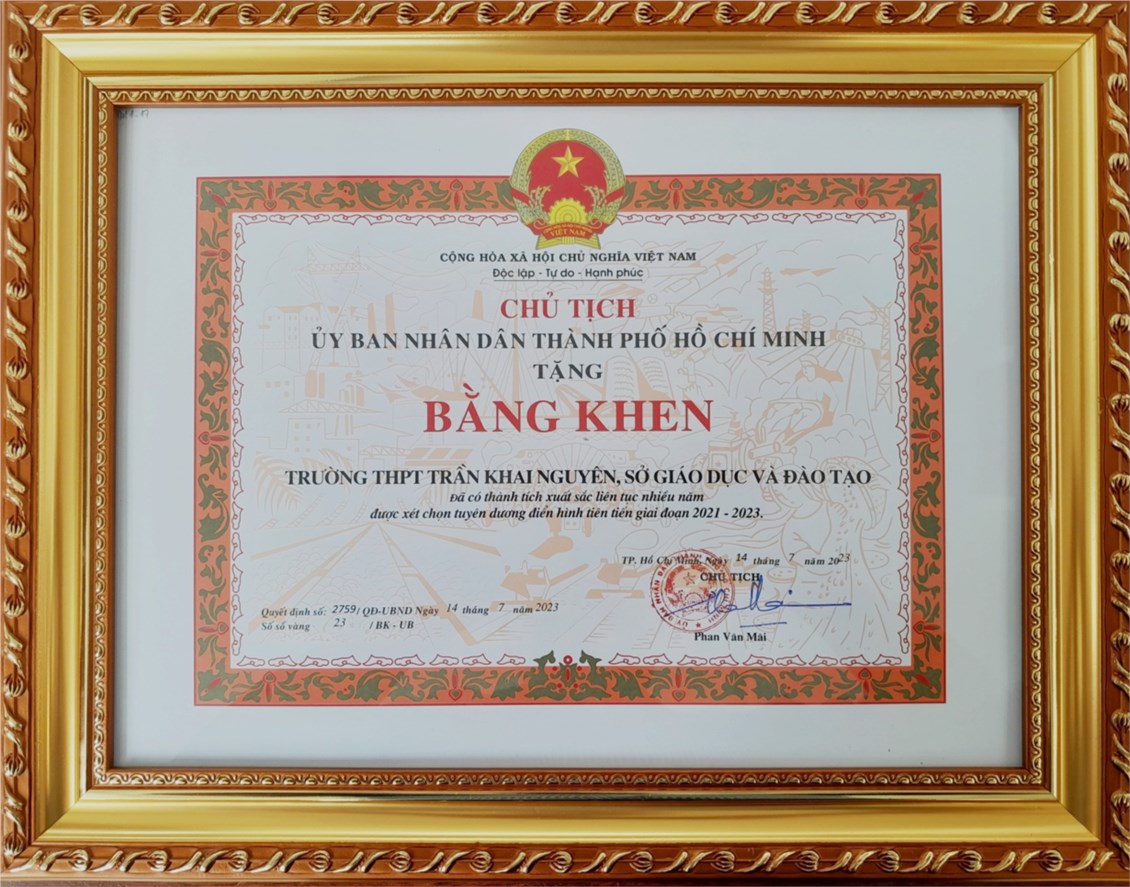 VIỆT NAM
CỘNG HÒA XÃ HỘI CHỦ NGHĨA VIỆT NAM
Độc lập - Tự do - Hạnh phúc
CHỦ TỊCH
ỦY BAN NHÂN DÂN THÀNH PHỐ HỒ CHÍ MINH
TẶNG
BẰNG KHEN
TRƯỜNG THPT TRẦN KHAI NGUYÊN, SỞ GIÁO DỤC VÀ ĐÀO TẠO
Đã có thành tích xuất sắc liên tục nhiều năm
được xét chọn tuyên dương điển hình tiên tiến giai đoạn 2021 - 2023.
TP. Hồ Chí Minh, Ngày 14 tháng 7 năm 2023
CHỦ TỊCH
Quyết định số: 2759/ QĐ-UBND Ngày 14 tháng 7 năm 2023
Số sổ vàng 23 / BK - UB
Phan Văn Mãi